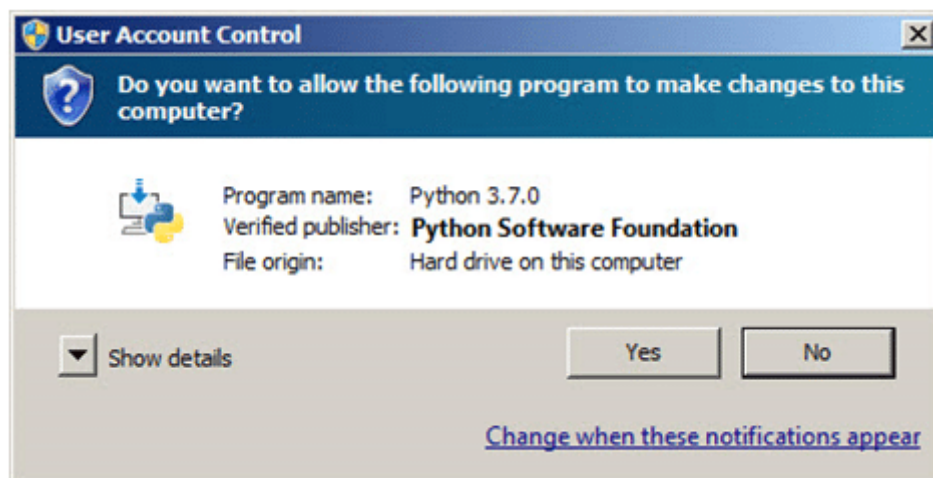 User Account Control
Do you want to allow the following program to make changes to this
computer?
Program name: Python 3.7.0
Verified publisher: Python Software Foundation
File origin: Hard drive on this computer
Show details
Yes
No
Change when these notifications appear